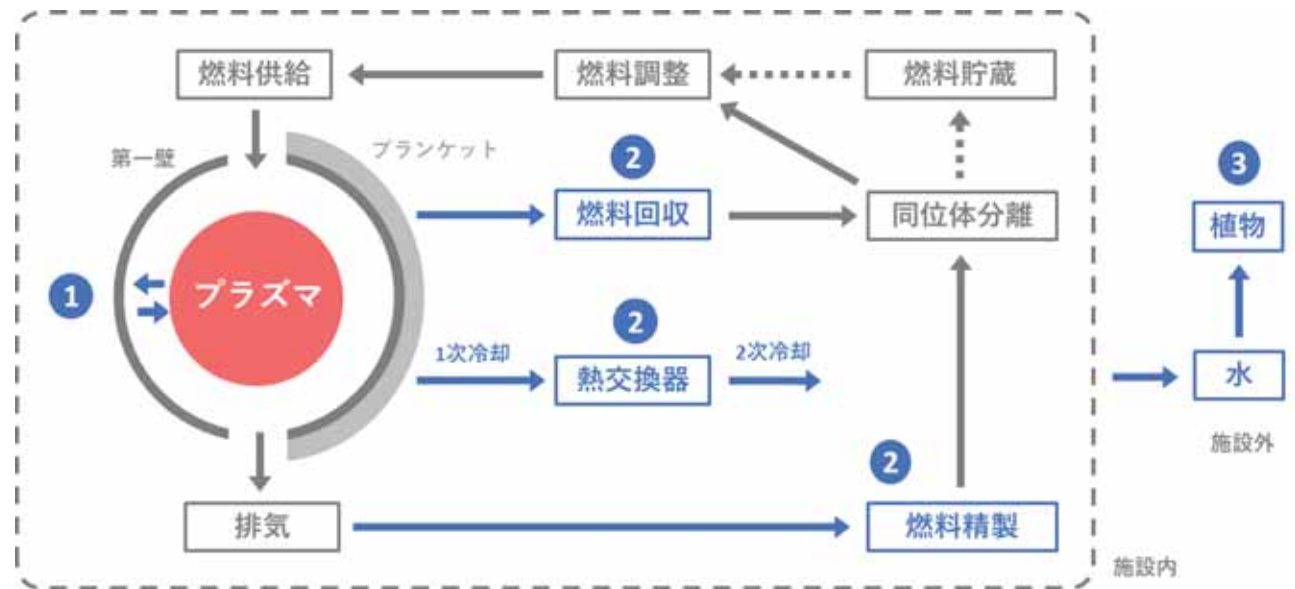 燃料供給
燃料調整
燃料貯蔵
第一壁
ブランケット
2
3
燃料回収
同位体分離
植物
1
プラズマ
2
1次冷却
熱交換器
2次冷却
水
施設外
2
排気
燃料精製
施設内